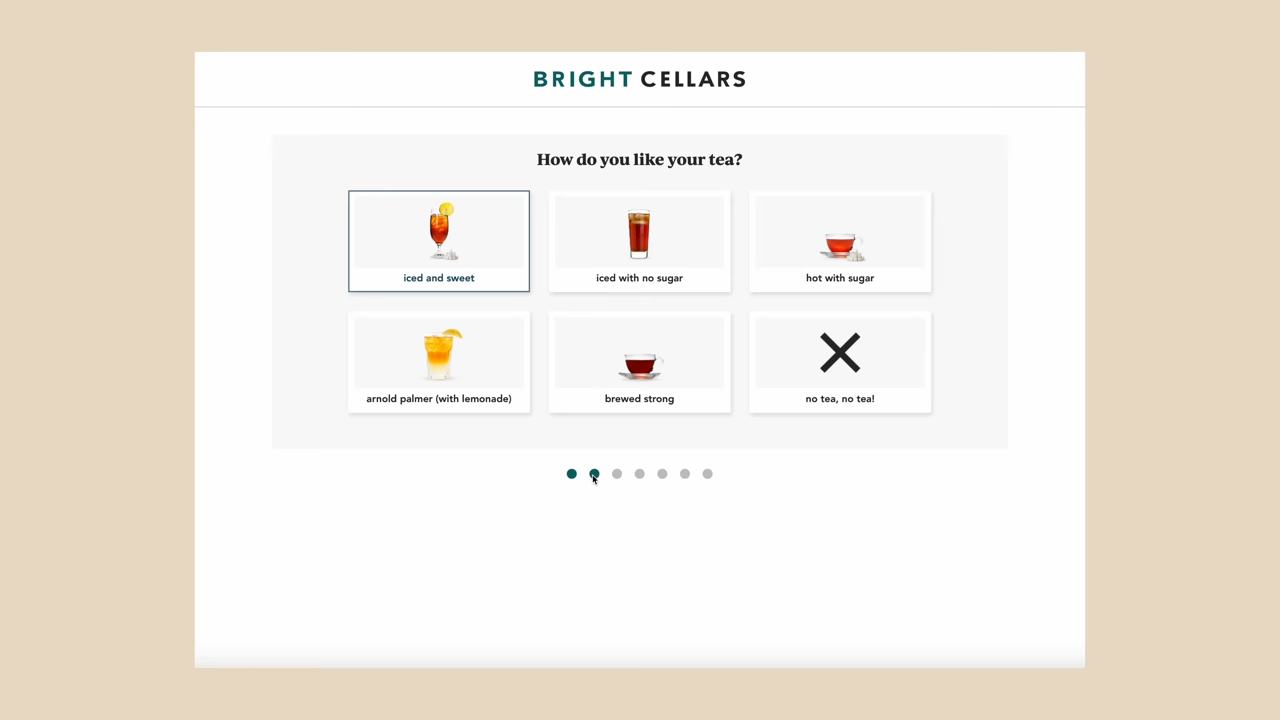 BRIGHT CELLARS
How do you like your tea?
iced and sweet
iced with no sugar
hot with sugar
arnold palmer (with lemonade)
brewed strong
no tea, no tea!